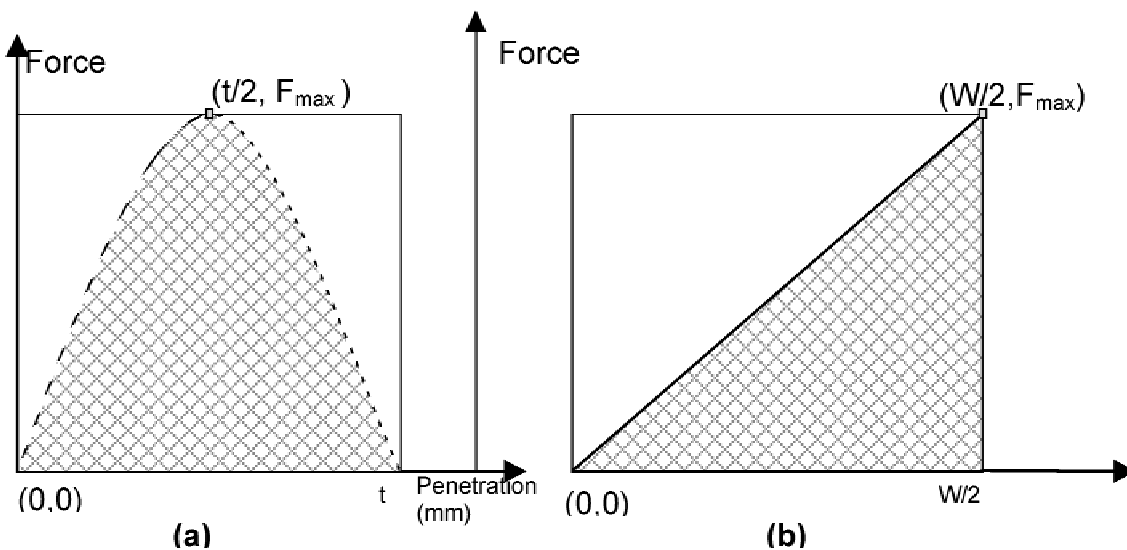 Force
(t/2, Fmax )
(0,0)
t
Penetration
(mm)
(a)
Force
(W/2,Fmax)
(0,0)
W/2
(b)